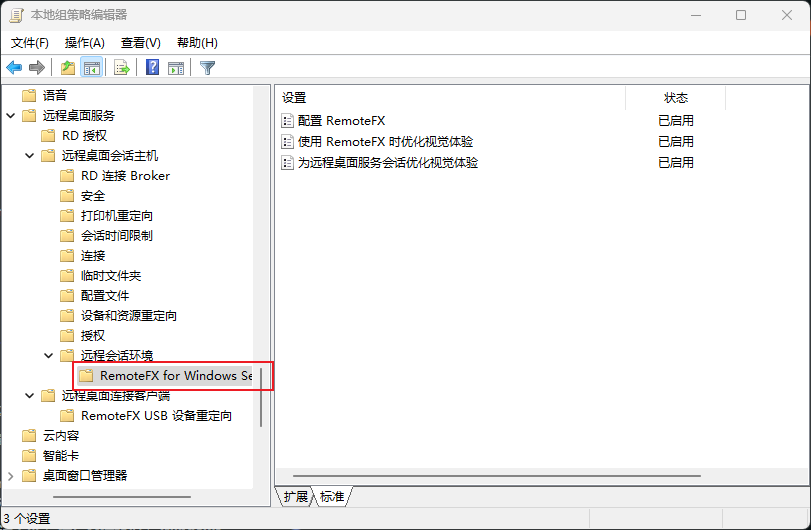 本地组策略编辑器
文件(F) 操作(A) 查看(V) 帮助(H)
语音
远程桌面服务
RD 授权
远程桌面会话主机
RD 连接 Broker
安全
打印机重定向
会话时间限制
连接
临时文件夹
配置文件
设备和资源重定向
授权
远程会话环境
RemoteFX for Windows Se
远程桌面连接客户端
RemoteFX USB 设备重定向
云内容
智能卡
桌面窗口管理器
设置 状态
配置 RemoteFX 已启用
使用 RemoteFX 时优化视觉体验 已启用
为远程桌面服务会话优化视觉体验 已启用
扩展 标准
3 个设置